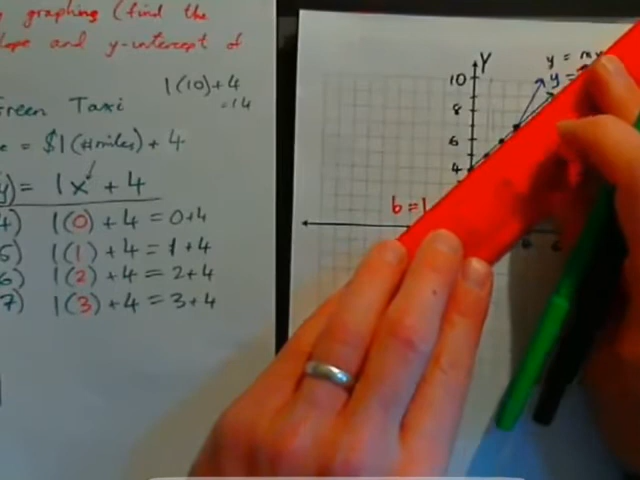 graphing (find the
slope and y-intercept of
1(10)+4
=14
Green Taxi
= $1(#miles) + 4
y) = 1x + 4
4) 1(0) + 4 = 0+4
5) 1(1) + 4 = 1+4
6) 1(2) + 4 = 2+4
7) 1(3) + 4 = 3+4
Y
y = m
y =
10
8
6
4
b =